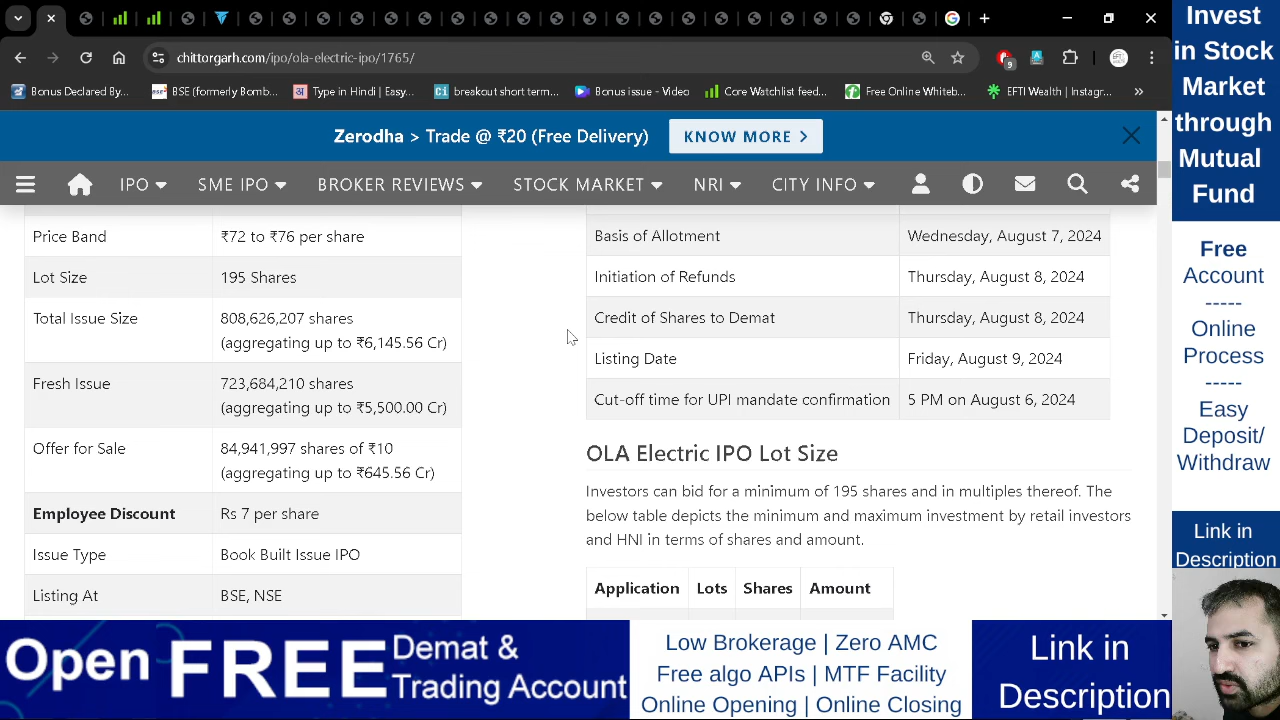 chittorgarh.com/ipo/ola-electric-ipo/1765/
9
Bonus Declared By...
BSE (formerly Bomb...
Type in Hindi | Easy...
breakout short term...
Bonus issue - Video
Core Watchlist feed...
Free Online Whiteb...
EFTI Wealth | Instagr...
»
Zerodha > Trade @ ₹20 (Free Delivery)
KNOW MORE >
IPO
SME IPO
BROKER REVIEWS
STOCK MARKET
NRI
CITY INFO
Price Band ₹72 to ₹76 per share
Lot Size 195 Shares
Total Issue Size 808,626,207 shares
(aggregating up to ₹6,145.56 Cr)
Fresh Issue 723,684,210 shares
(aggregating up to ₹5,500.00 Cr)
Offer for Sale 84,941,997 shares of ₹10
(aggregating up to ₹645.56 Cr)
Employee Discount Rs 7 per share
Issue Type Book Built Issue IPO
Listing At BSE, NSE
Basis of Allotment Wednesday, August 7, 2024
Initiation of Refunds Thursday, August 8, 2024
Credit of Shares to Demat Thursday, August 8, 2024
Listing Date Friday, August 9, 2024
Cut-off time for UPI mandate confirmation 5 PM on August 6, 2024
OLA Electric IPO Lot Size
Investors can bid for a minimum of 195 shares and in multiples thereof. The
below table depicts the minimum and maximum investment by retail investors
and HNI in terms of shares and amount.
Application Lots Shares Amount
Invest
in Stock
Market
through
Mutual
Fund
Free
Account
-----
Online
Process
-----
Easy
Deposit/
Withdraw
Link in
Description
Open FREE Demat &
Trading Account
Low Brokerage | Zero AMC
Free algo APIs | MTF Facility
Online Opening | Online Closing
Link in
Description